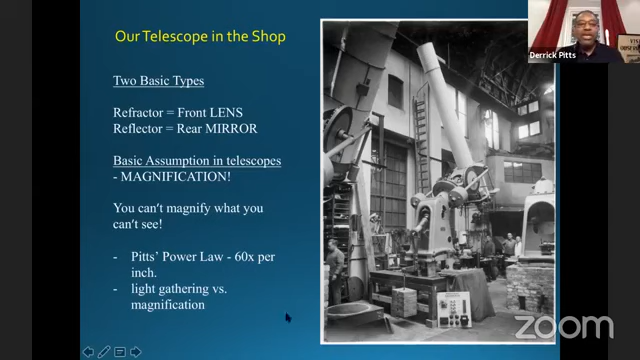 Our Telescope in the Shop
Two Basic Types
Refractor = Front LENS
Reflector = Rear MIRROR
Basic Assumption in telescopes
- MAGNIFICATION!
You can't magnify what you
can't see!
- Pitts' Power Law - 60x per
inch.
- light gathering vs.
magnification
Derrick Pitts
zoom